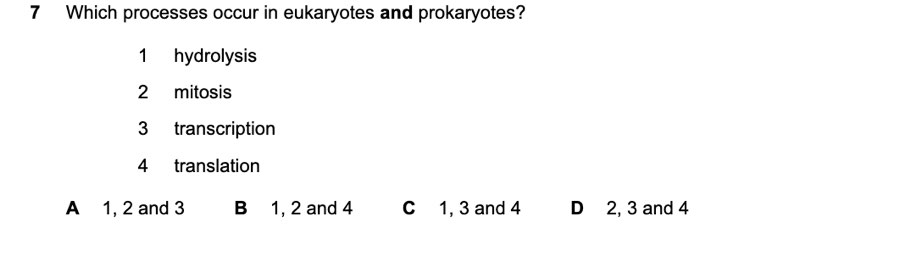 7 Which processes occur in eukaryotes and prokaryotes?
1 hydrolysis
2 mitosis
3 transcription
4 translation
A 1, 2 and 3 B 1, 2 and 4 C 1, 3 and 4 D 2, 3 and 4